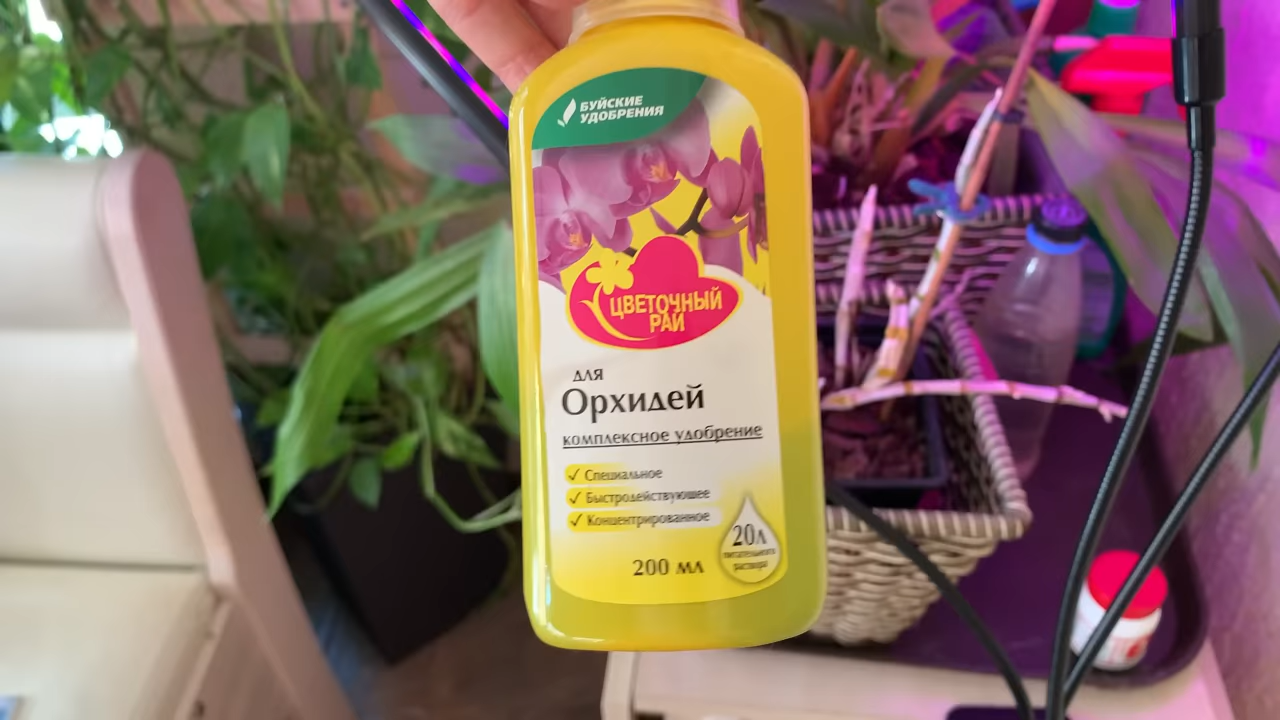 БУЙСКИЕ
УДОБРЕНИЯ
ЦВЕТОЧНЫЙ
РАЙ
для
Орхидей
комплексное удобрение
✓ Специальное
✓ Быстродействующее
✓ Концентрированное
20л
питательного
раствора
200 мл